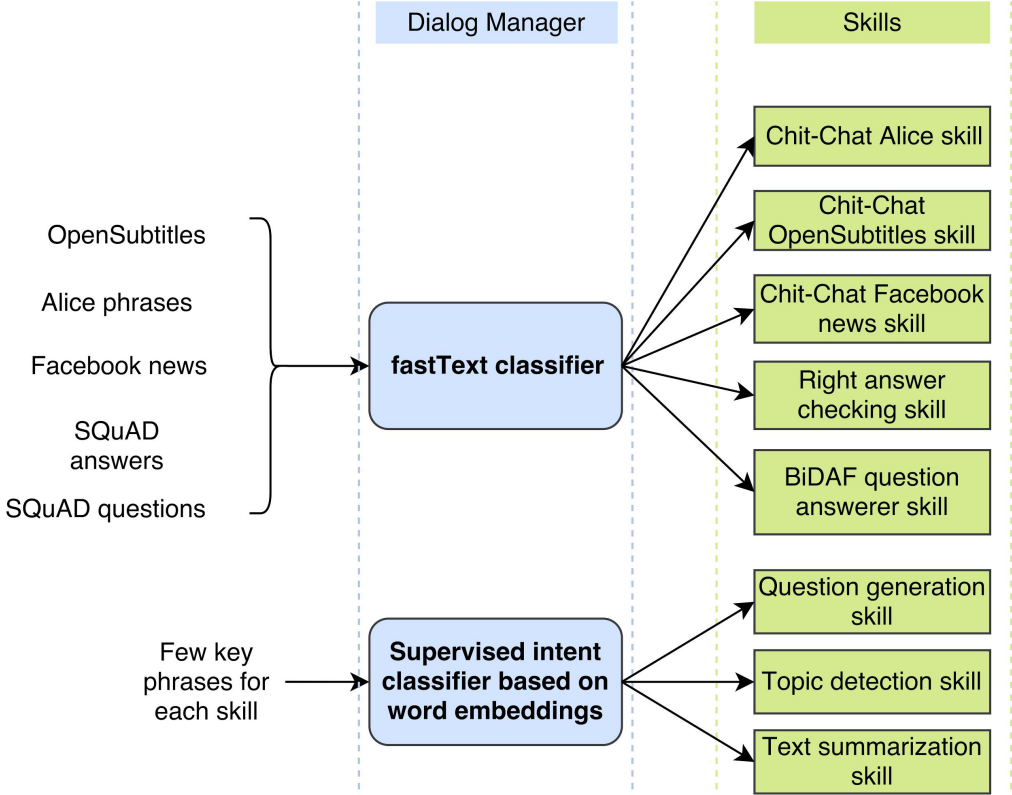 Dialog Manager
Skills
OpenSubtitles
Alice phrases
Facebook news
SQuAD
answers
SQuAD questions
fastText classifier
Chit-Chat Alice skill
Chit-Chat
OpenSubtitles skill
Chit-Chat Facebook
news skill
Right answer
checking skill
BiDAF question
answerer skill
Few key
phrases for
each skill
Supervised intent
classifier based on
word embeddings
Question generation
skill
Topic detection skill
Text summarization
skill